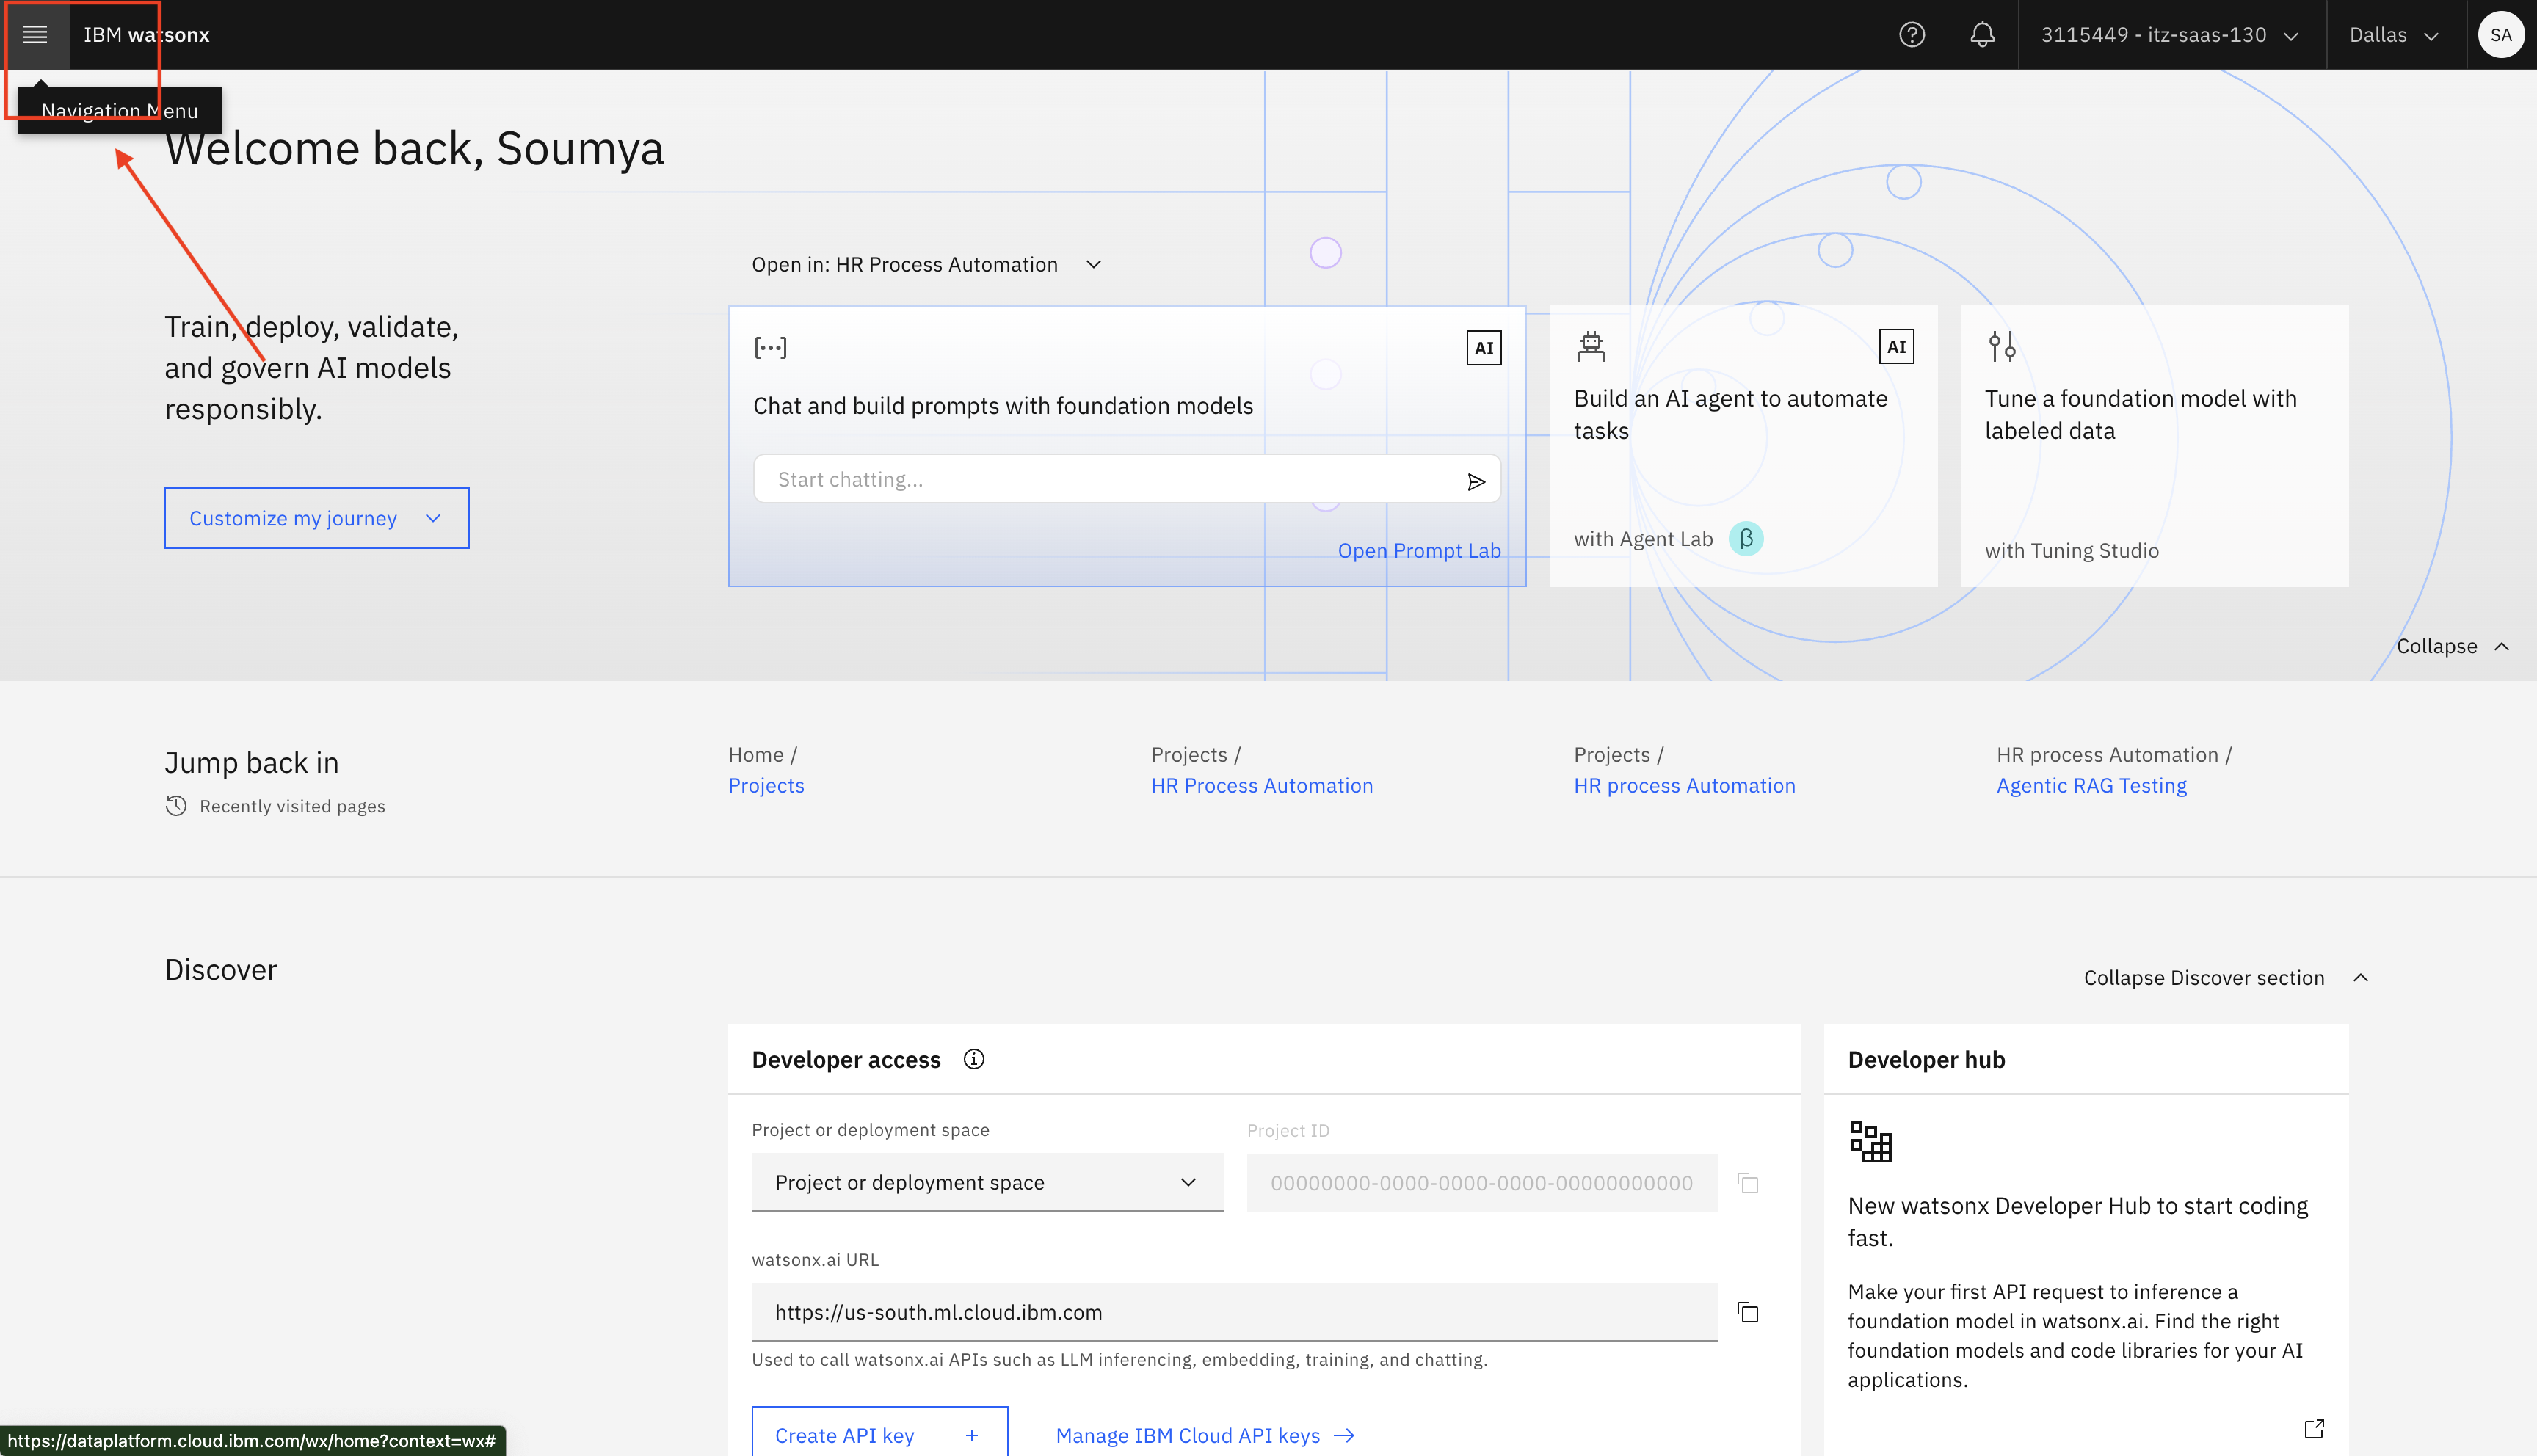 IBM watsonx
3115449 - itz-saas-130
Dallas
SA
Navigation Menu
Welcome back, Soumya
Train, deploy, validate,
and govern AI models
responsibly.
Customize my journey
Open in: HR Process Automation
AI
Chat and build prompts with foundation models
Start chatting...
Open Prompt Lab
AI
Build an AI agent to automate
tasks
with Agent Lab β
Tune a foundation model with
labeled data
with Tuning Studio
Collapse
Jump back in
Recently visited pages
Home /
Projects
Projects /
HR Process Automation
Projects /
HR process Automation
HR process Automation /
Agentic RAG Testing
Discover
Collapse Discover section
Developer access
Project or deployment space
Project or deployment space
Project ID
00000000-0000-0000-0000-00000000000
watsonx.ai URL
https://us-south.ml.cloud.ibm.com
Used to call watsonx.ai APIs such as LLM inferencing, embedding, training, and chatting.
Create API key +
Manage IBM Cloud API keys
Developer hub
New watsonx Developer Hub to start coding
fast.
Make your first API request to inference a
foundation model in watsonx.ai. Find the right
foundation models and code libraries for your AI
applications.
https://dataplatform.cloud.ibm.com/wx/home?context=wx#